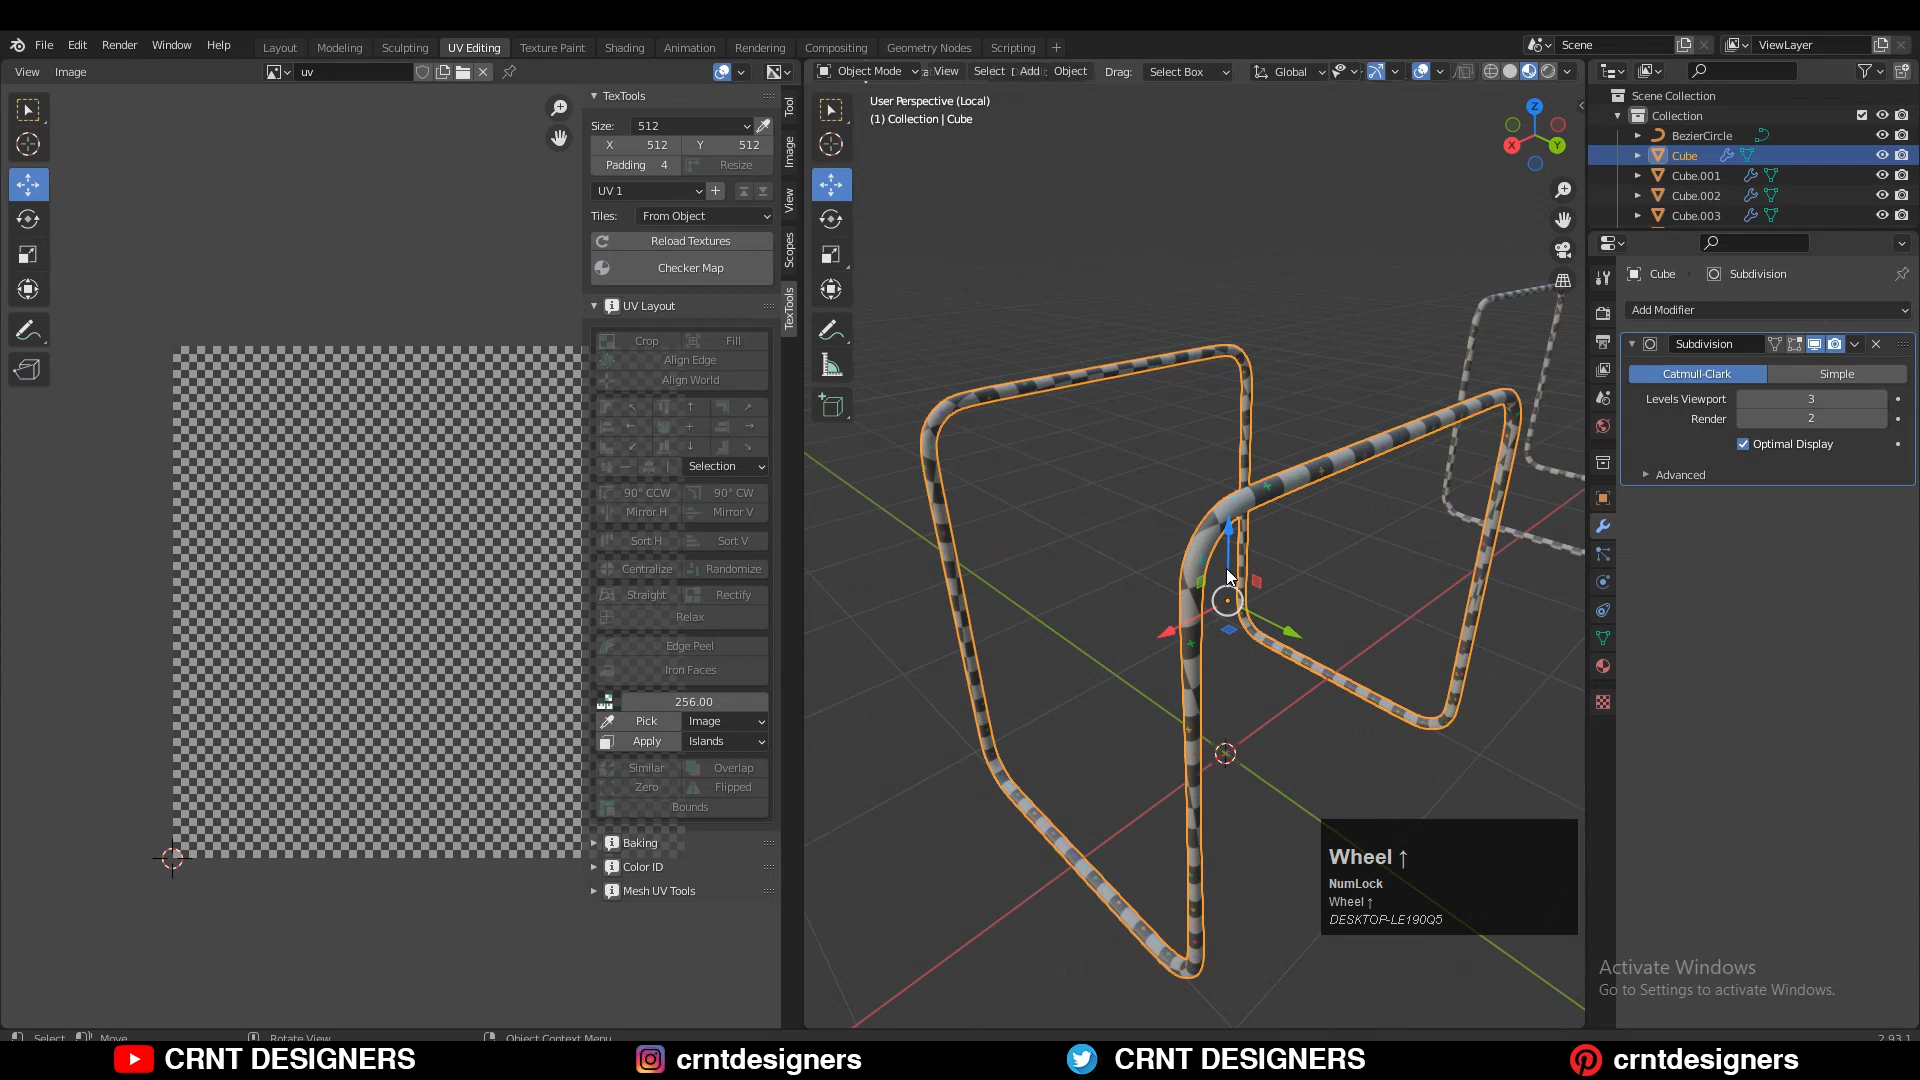 File Edit Render Window Help Layout Modeling Sculpting UV Editing Texture Paint Shading Animation Rendering Compositing Geometry Nodes Scripting + Scene ViewLayer
View Image uv Object Mode View Select Add Object Drag: Select Box Global
TexTools
Size: 512
X 512 Y 512
Padding 4 Resize
UV 1
Tiles: From Object
Reload Textures
Checker Map
UV Layout
Crop Fill
Align Edge
Align World
Selection
90° CCW 90° CW
Mirror H Mirror V
Sort H Sort V
Centralize Randomize
Straight Rectify
Relax
Edge Peel
Iron Faces
256.00
Pick Image
Apply Islands
Similar Overlap
Zero Flipped
Bounds
Baking
Color ID
Mesh UV Tools
Tool
Image
View
Scopes
TexTools
User Perspective (Local)
(1) Collection | Cube
Z
X
Y
Wheel ↑
NumLock
Wheel ↑
DESKTOP-LE190Q5
Scene Collection
Collection
BezierCircle
Cube
Cube.001
Cube.002
Cube.003
Cube Subdivision
Add Modifier
Subdivision
Catmull-Clark Simple
Levels Viewport 3
Render 2
Optimal Display
Advanced
Activate Windows
Go to Settings to activate Windows.
Select Move Rotate View Object Context Menu 2.93.1
CRNT DESIGNERS crntdesigners CRNT DESIGNERS crntdesigners